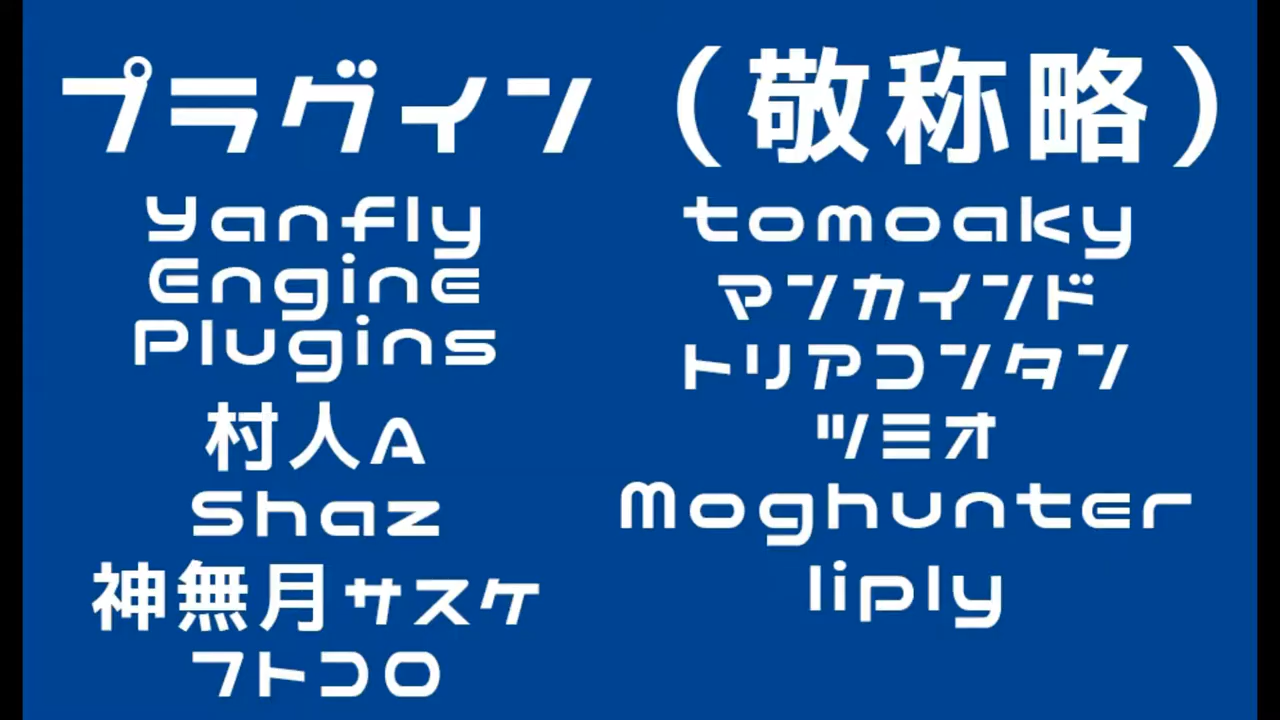 プラグイン（敬称略）
Yanfly
Engine
Plugins
村人A
Shaz
神無月サスケ
フトコロ
tomoaky
マンカインド
トリアコンタン
ツミオ
Moghunter
liply